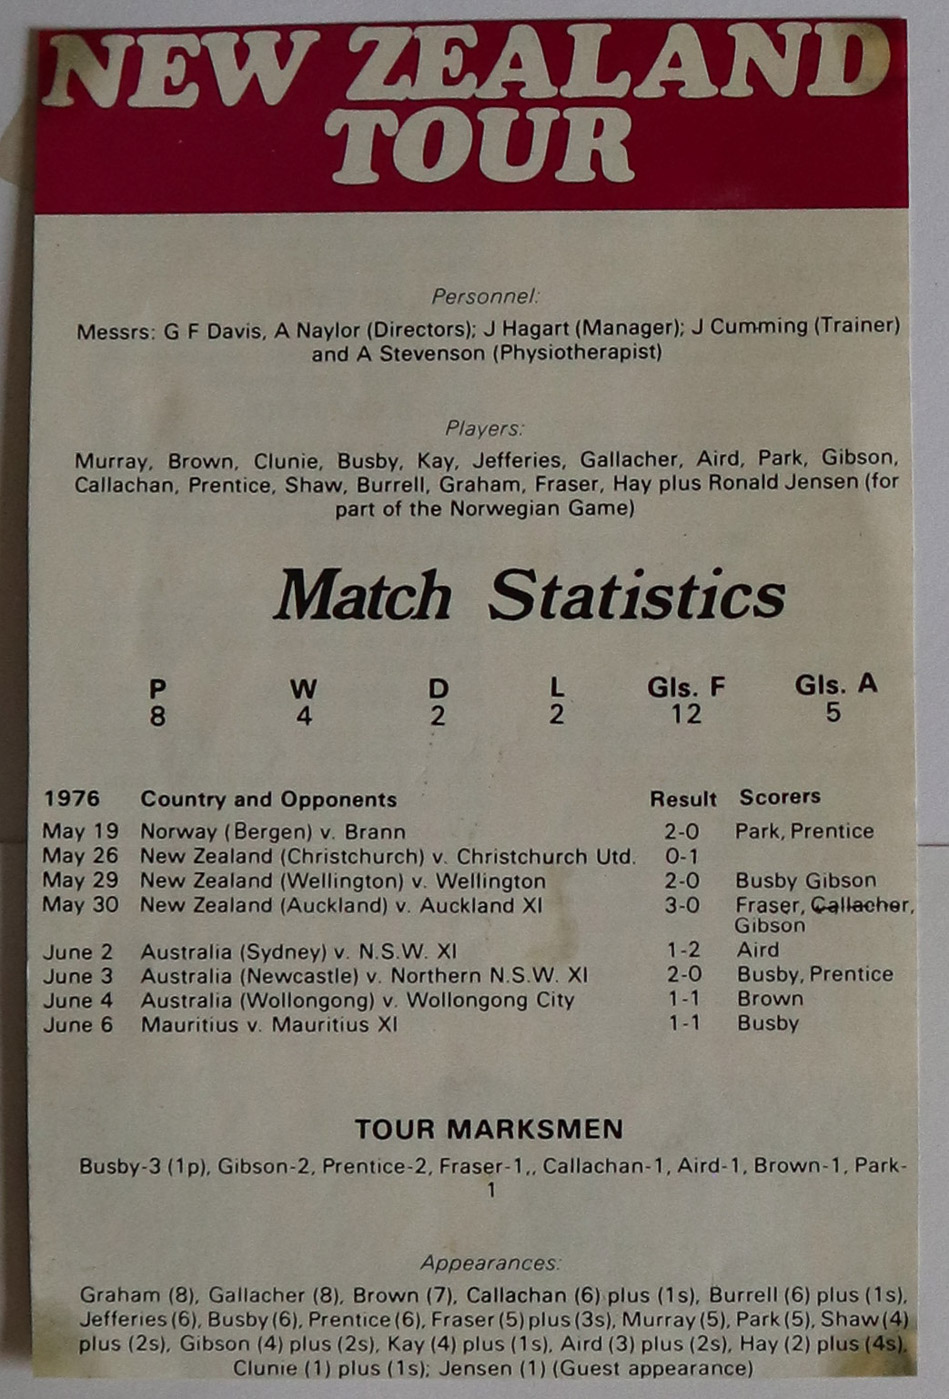 NEW ZEALAND
TOUR
Personnel:
Messrs: G F Davis, A Naylor (Directors); J Hagart (Manager); J Cumming (Trainer)
and A Stevenson (Physiotherapist)
Players:
Murray, Brown, Clunie, Busby, Kay, Jefferies, Gallacher, Aird, Park, Gibson,
Callachan, Prentice, Shaw, Burrell, Graham, Fraser, Hay plus Ronald Jensen (for
part of the Norwegian Game)
Match Statistics
P W D L Gls. F Gls. A
8 4 2 2 12 5
1976 Country and Opponents Result Scorers
May 19 Norway (Bergen) v. Brann 2-0 Park, Prentice
May 26 New Zealand (Christchurch) v. Christchurch Utd. 0-1
May 29 New Zealand (Wellington) v. Wellington 2-0 Busby Gibson
May 30 New Zealand (Auckland) v. Auckland XI 3-0 Fraser, Callacher,
Gibson
June 2 Australia (Sydney) v. N.S.W. XI 1-2 Aird
June 3 Australia (Newcastle) v. Northern N.S.W. XI 2-0 Busby, Prentice
June 4 Australia (Wollongong) v. Wollongong City 1-1 Brown
June 6 Mauritius v. Mauritius XI 1-1 Busby
TOUR MARKSMEN
Busby-3 (1p), Gibson-2, Prentice-2, Fraser-1,, Callachan-1, Aird-1, Brown-1, Park-
1
Appearances:
Graham (8), Gallacher (8), Brown (7), Callachan (6) plus (1s), Burrell (6) plus (1s),
Jefferies (6), Busby (6), Prentice (6), Fraser (5) plus (3s), Murray (5), Park (5), Shaw (4)
plus (2s), Gibson (4) plus (2s), Kay (4) plus (1s), Aird (3) plus (2s), Hay (2) plus (4s),
Clunie (1) plus (1s); Jensen (1) (Guest appearance)